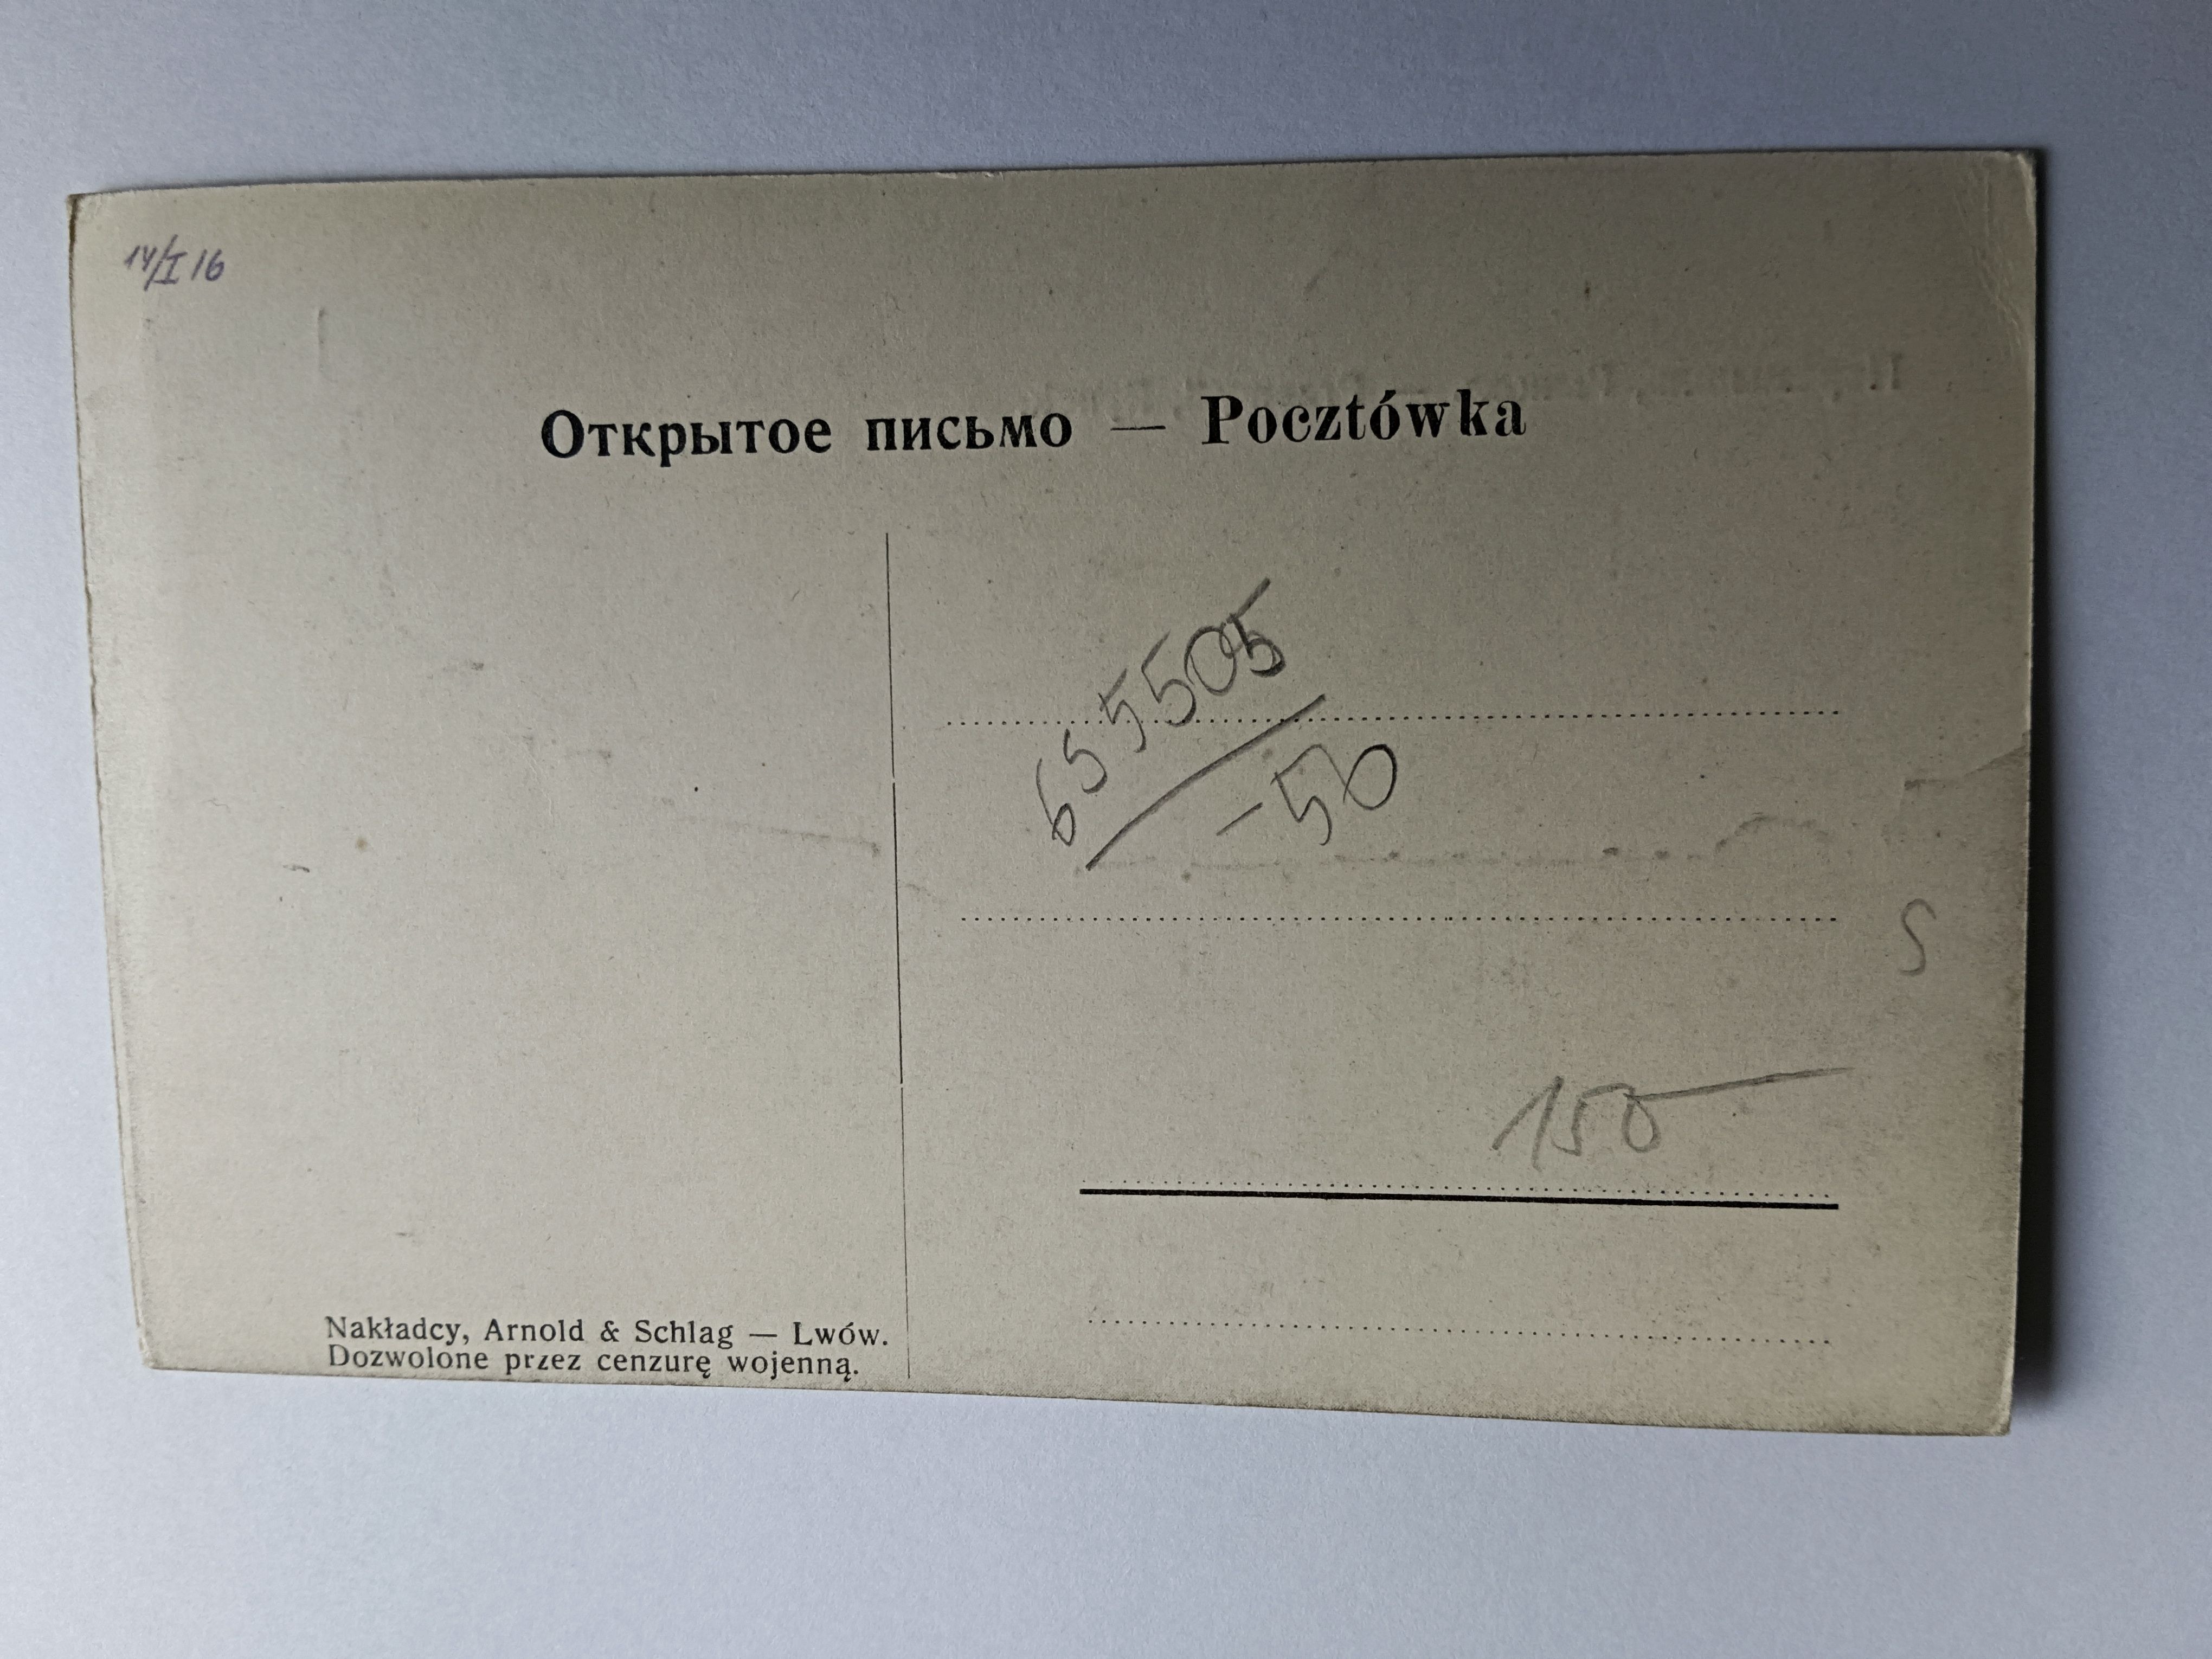 14/I 16
Открытое письмо — Pocztówka
655505
-50
S
150
Nakładcy, Arnold & Schlag — Lwów.
Dozwolone przez cenzurę wojenną.